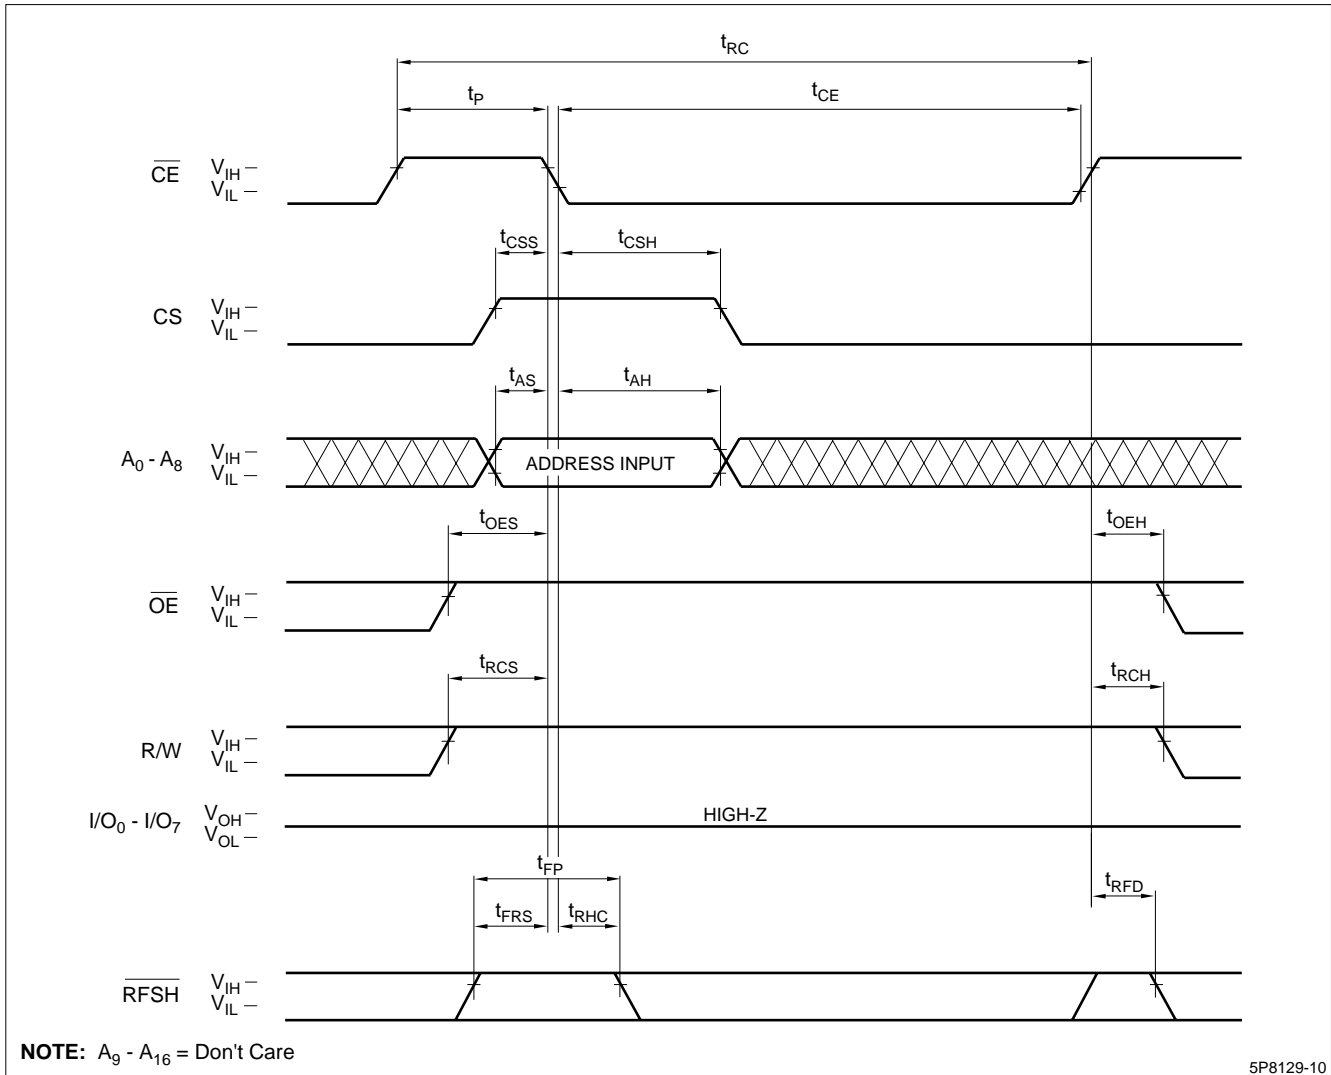 tRC
tP
tCE
CE VIH
VIL
tCSS tCSH
CS VIH
VIL
tAS tAH
A0 - A8 VIH
VIL
ADDRESS INPUT
tOES tOEH
OE VIH
VIL
tRCS tRCH
R/W VIH
VIL
I/O0 - I/O7 VOH
VOL
HIGH-Z
tFP
tRFD
tFRS tRHC
RFSH VIH
VIL
NOTE: A9 - A16 = Don't Care
5P8129-10